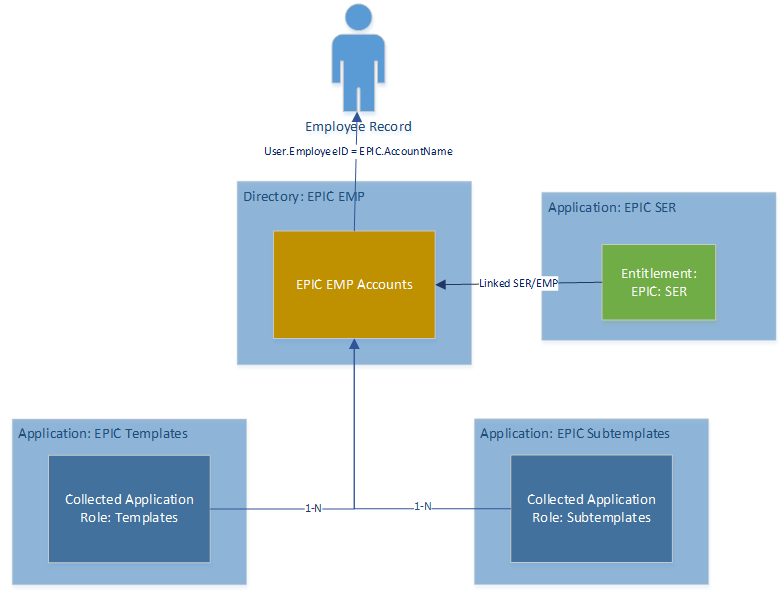 Employee Record
User.EmployeeID = EPIC.AccountName
Directory: EPIC EMP
Application: EPIC SER
EPIC EMP Accounts
Linked SER/EMP
Entitlement:
EPIC: SER
Application: EPIC Templates
Application: EPIC Subtemplates
Collected Application
Role: Templates
1-N
1-N
Collected Application
Role: Subtemplates